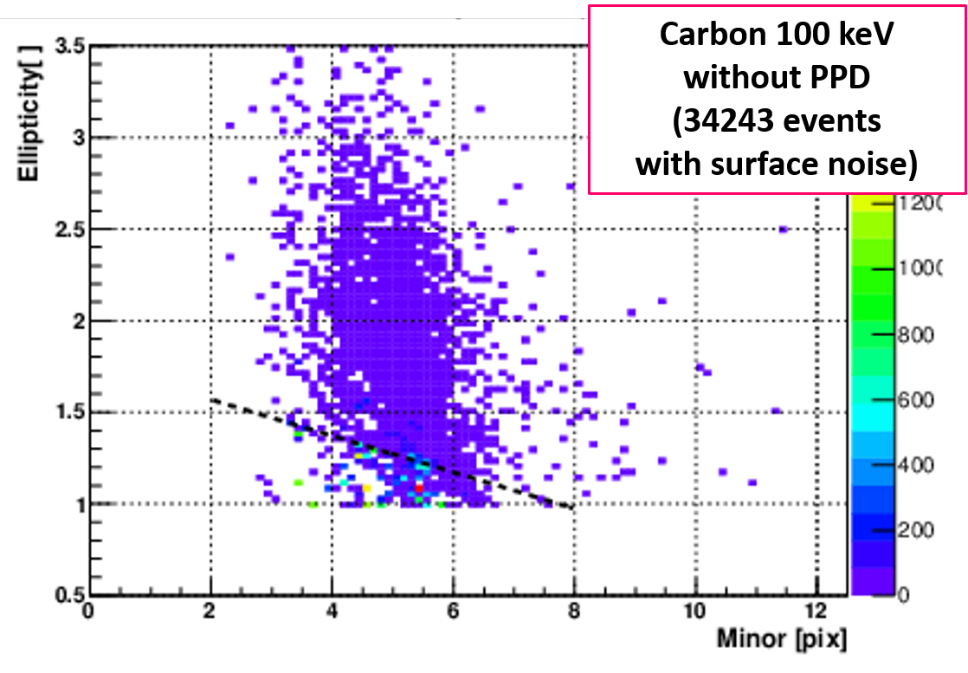 Carbon 100 keV
without PPD
(34243 events
with surface noise)
Ellipticity[ ]
3.5
3
2.5
2
1.5
1
0.5
0 2 4 6 8 10 12
Minor [pix]
1000
800
600
400
200
0